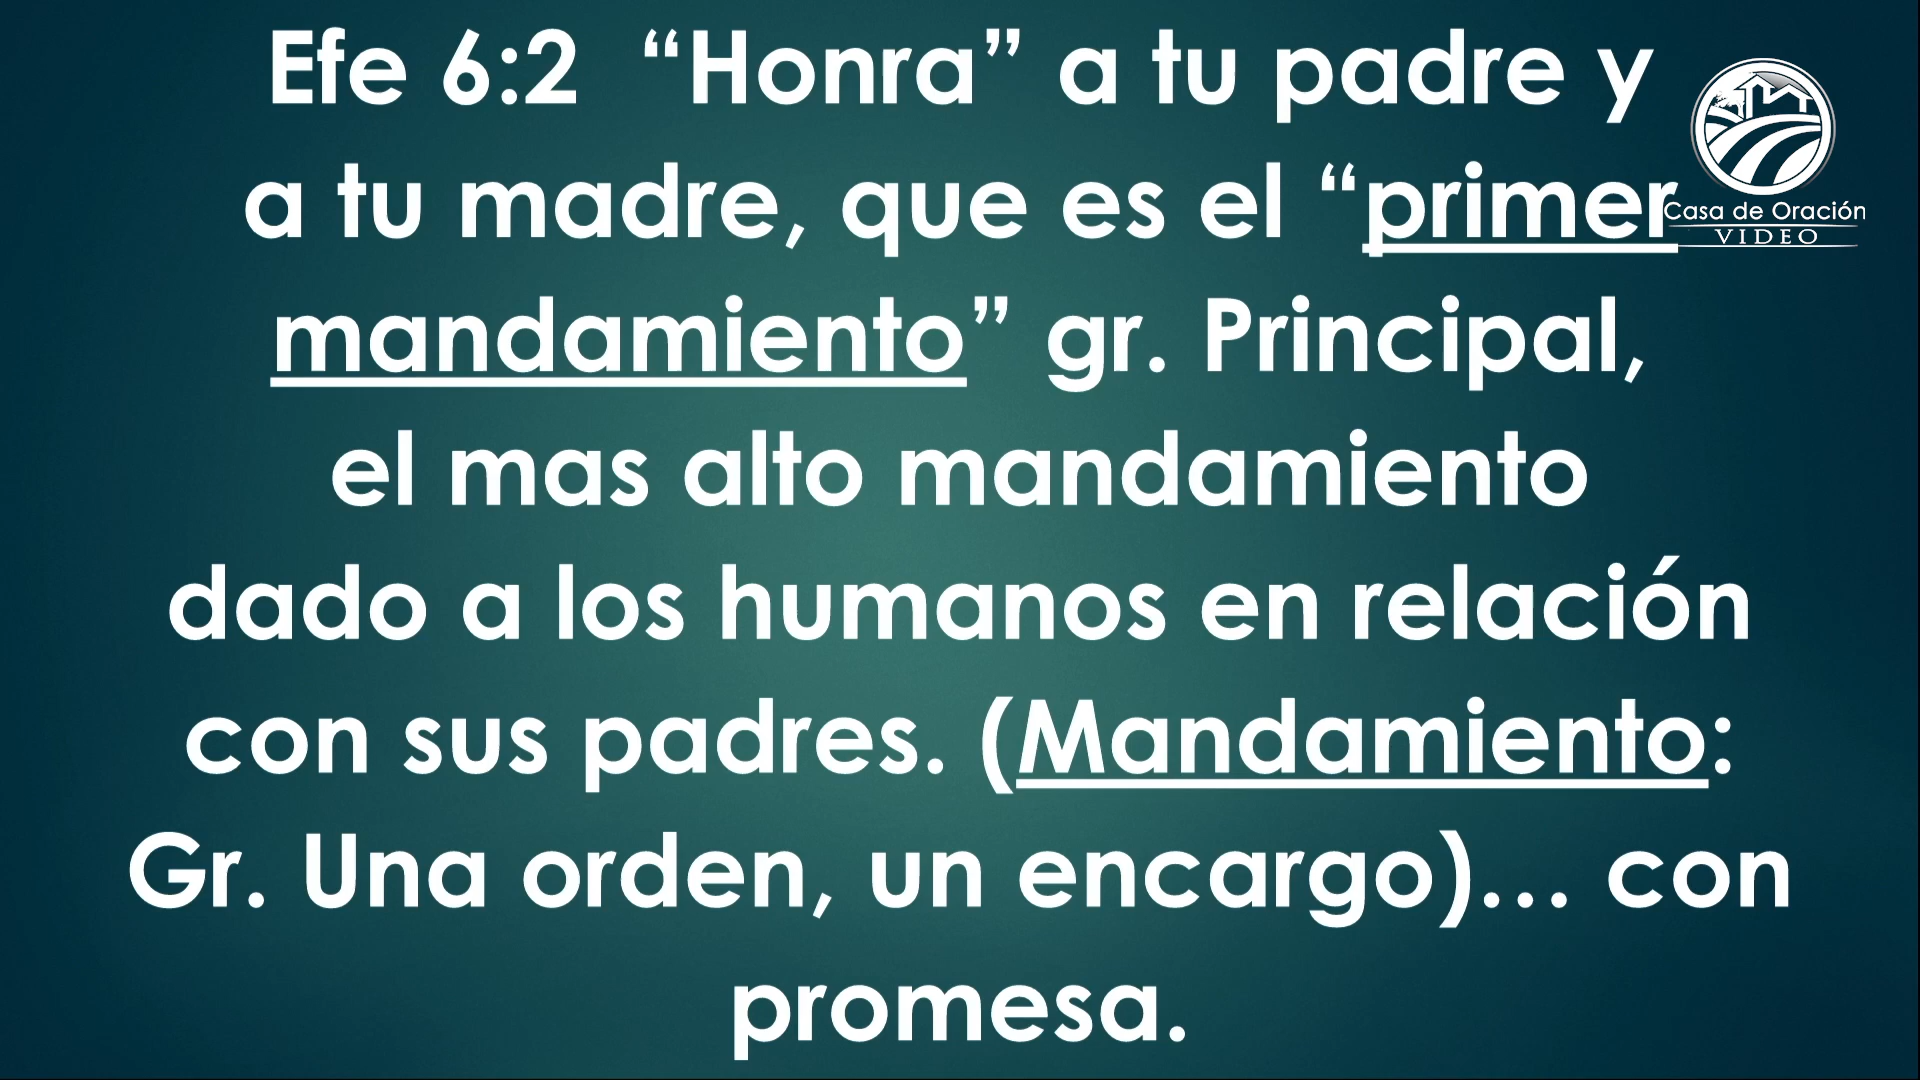 Efe 6:2 “Honra” a tu padre y
a tu madre, que es el “primer
mandamiento” gr. Principal,
el mas alto mandamiento
dado a los humanos en relación
con sus padres. (Mandamiento:
Gr. Una orden, un encargo)… con
promesa.
Casa de Oración
VIDEO